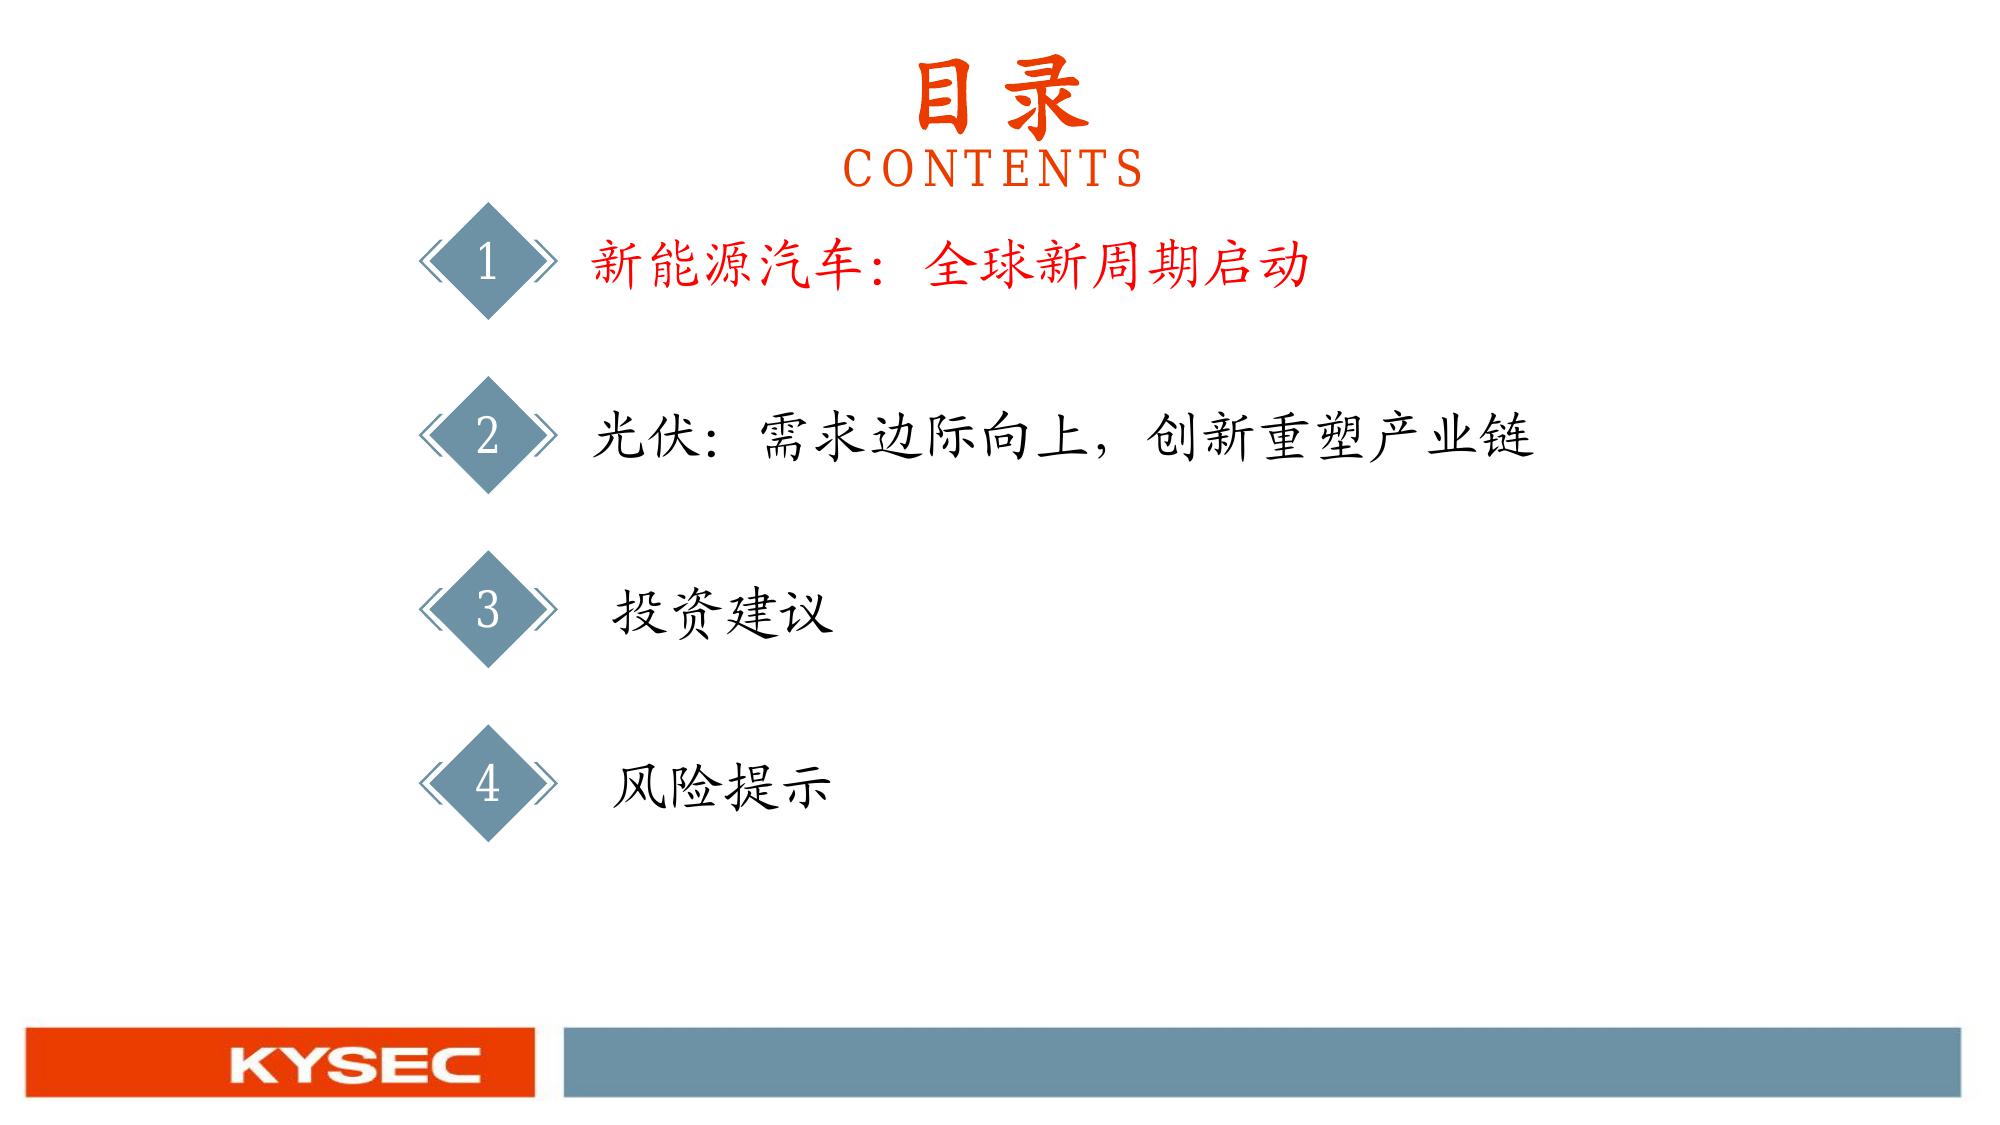 目录
CONTENTS
1 新能源汽车：全球新周期启动
2 光伏：需求边际向上，创新重塑产业链
3 投资建议
4 风险提示
KYSEC